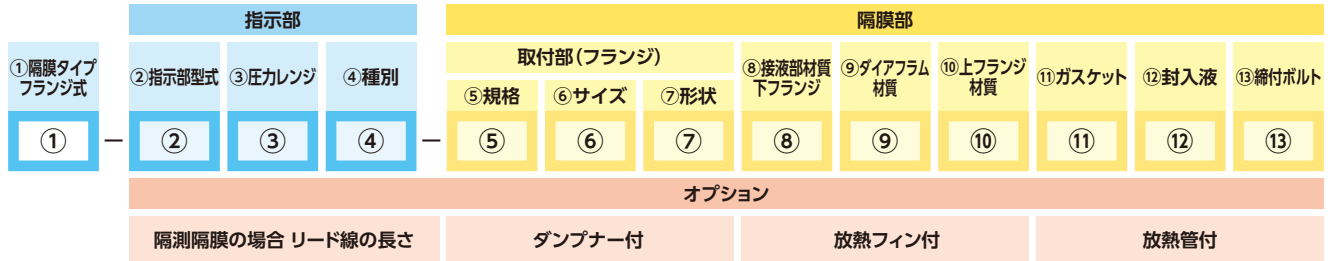 指示部
隔膜部
①隔膜タイプ
フランジ式
②指示部型式
③圧力レンジ
④種別
取付部(フランジ)
⑤規格
⑥サイズ
⑦形状
⑧接液部材質
下フランジ
⑨ダイアフラム
材質
⑩上フランジ
材質
⑪ガスケット
⑫封入液
⑬締付ボルト
① － ② ③ ④ － ⑤ ⑥ ⑦ ⑧ ⑨ ⑩ ⑪ ⑫ ⑬
オプション
隔測隔膜の場合 リード線の長さ
ダンプナー付
放熱フィン付
放熱管付